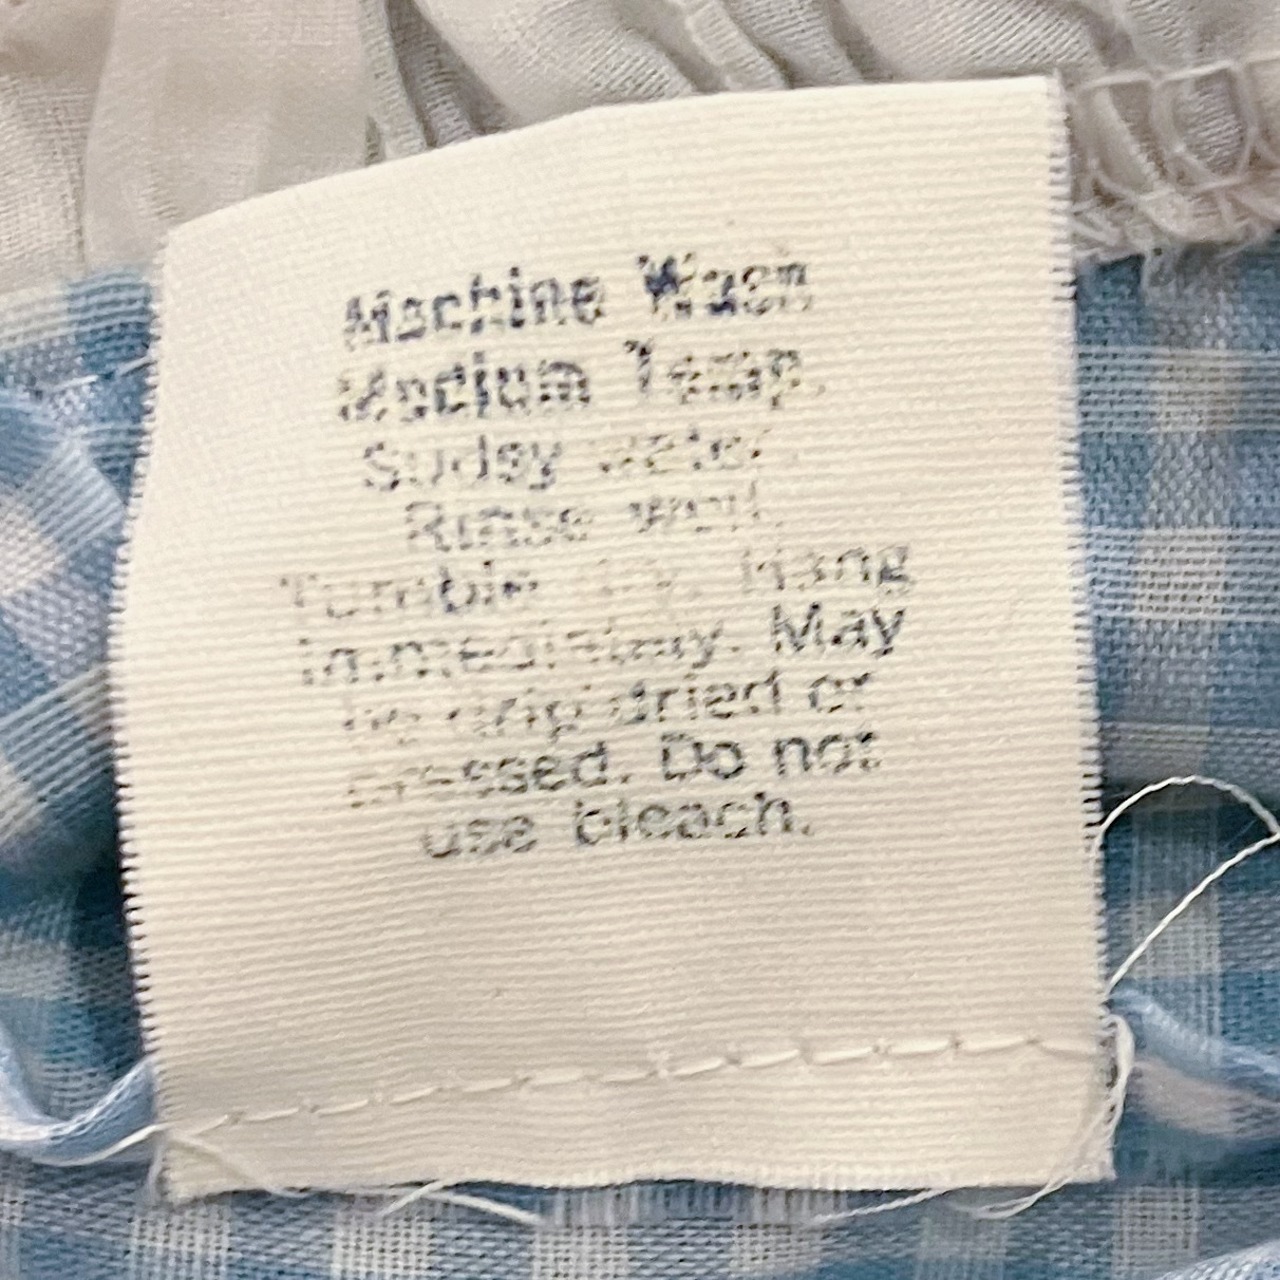 Machine Wash
Medium Temp.
Sudsy water.
Rinse well.
Tumble dry. Hang
immediately. May
be drip dried or
pressed. Do not
use bleach.